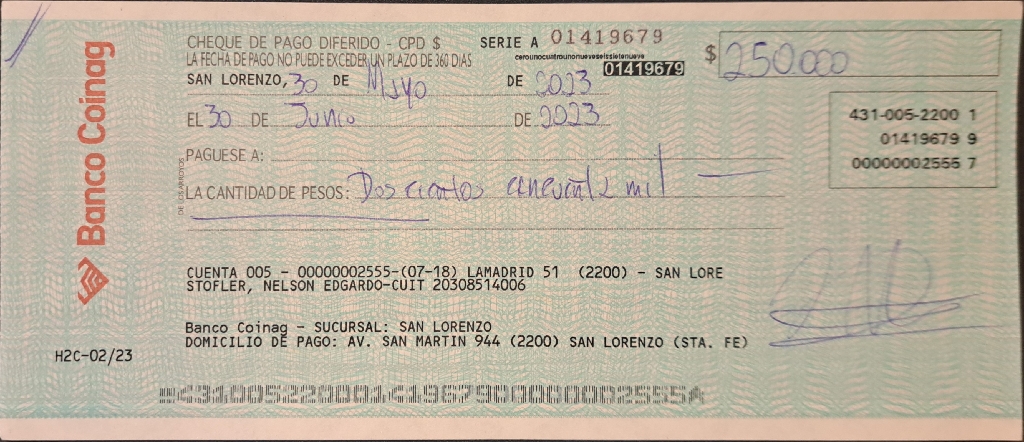 Banco Coinag
CHEQUE DE PAGO DIFERIDO - CPD $ SERIE A 01419679
LA FECHA DE PAGO NO PUEDE EXCEDER UN PLAZO DE 360 DIAS cerounocuatrounonueveseissietenueve
01419679
$ 250.000
SAN LORENZO, 30 DE Mayo DE 2023
EL 30 DE Junio DE 2023
431-005-2200 1
01419679 9
00000002555 7
PAGUESE A:
LA CANTIDAD DE PESOS: Dos cientos cincuenta mil
CUENTA 005 - 00000002555-(07-18) LAMADRID 51 (2200) - SAN LORE
STOFLER, NELSON EDGARDO-CUIT 20308514006
Banco Coinag - SUCURSAL: SAN LORENZO
DOMICILIO DE PAGO: AV. SAN MARTIN 944 (2200) SAN LORENZO (STA. FE)
H2C-02/23